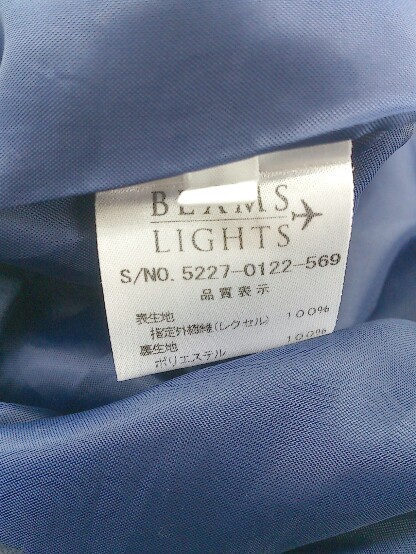 BEAMS
LIGHTS
S/NO. 5227-0122-569
品質表示
表生地 100%
指定外繊維(レクセル)
裏生地 100%
ポリエステル